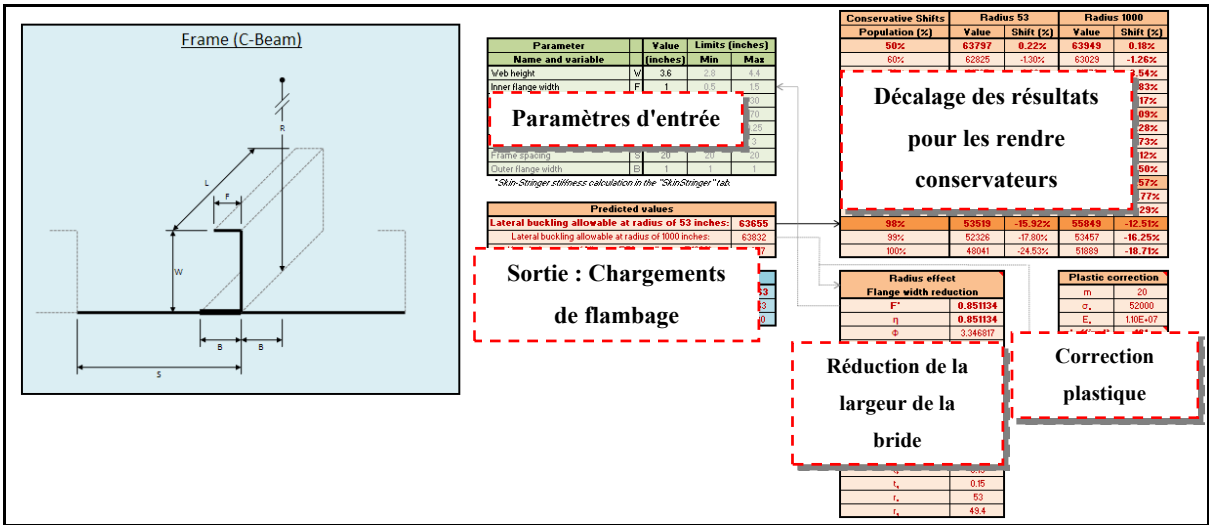 Frame (C-Beam)
R
L
F
W
B
B
S
Parameter Value Limits (inches)
Name and variable (inches) Min Max
Web height W 3.6 2.8 4.4
Inner flange width F 1 0.5 1.5
Paramètres d'entrée
Frame spacing S 20 20 20
Outer flange width B 1 1 1
*Skin-Stringer stiffness calculation in the "SkinStringer" tab.
Predicted values
Lateral buckling allowable at radius of 53 inches: 63655
Lateral buckling allowable at radius of 1000 inches: 63832
Sortie : Chargements
de flambage
Conservative Shifts Radius 53 Radius 1000
Population (%) Value Shift (%) Value Shift (%)
50% 63797 0.22% 63949 0.18%
60% 62825 -1.30% 63029 -1.26%
Décalage des résultats
pour les rendre
conservateurs
98% 53519 -15.92% 55849 -12.51%
99% 52326 -17.80% 53457 -16.25%
100% 48041 -24.53% 51889 -18.71%
Radius effect
Flange width reduction
F* 0.851134
η 0.851134
Φ 3.346817
Réduction de la
largeur de la
bride
0.15
0.15
53
49.4
Plastic correction
m 20
52000
1.10E+07
Correction
plastique